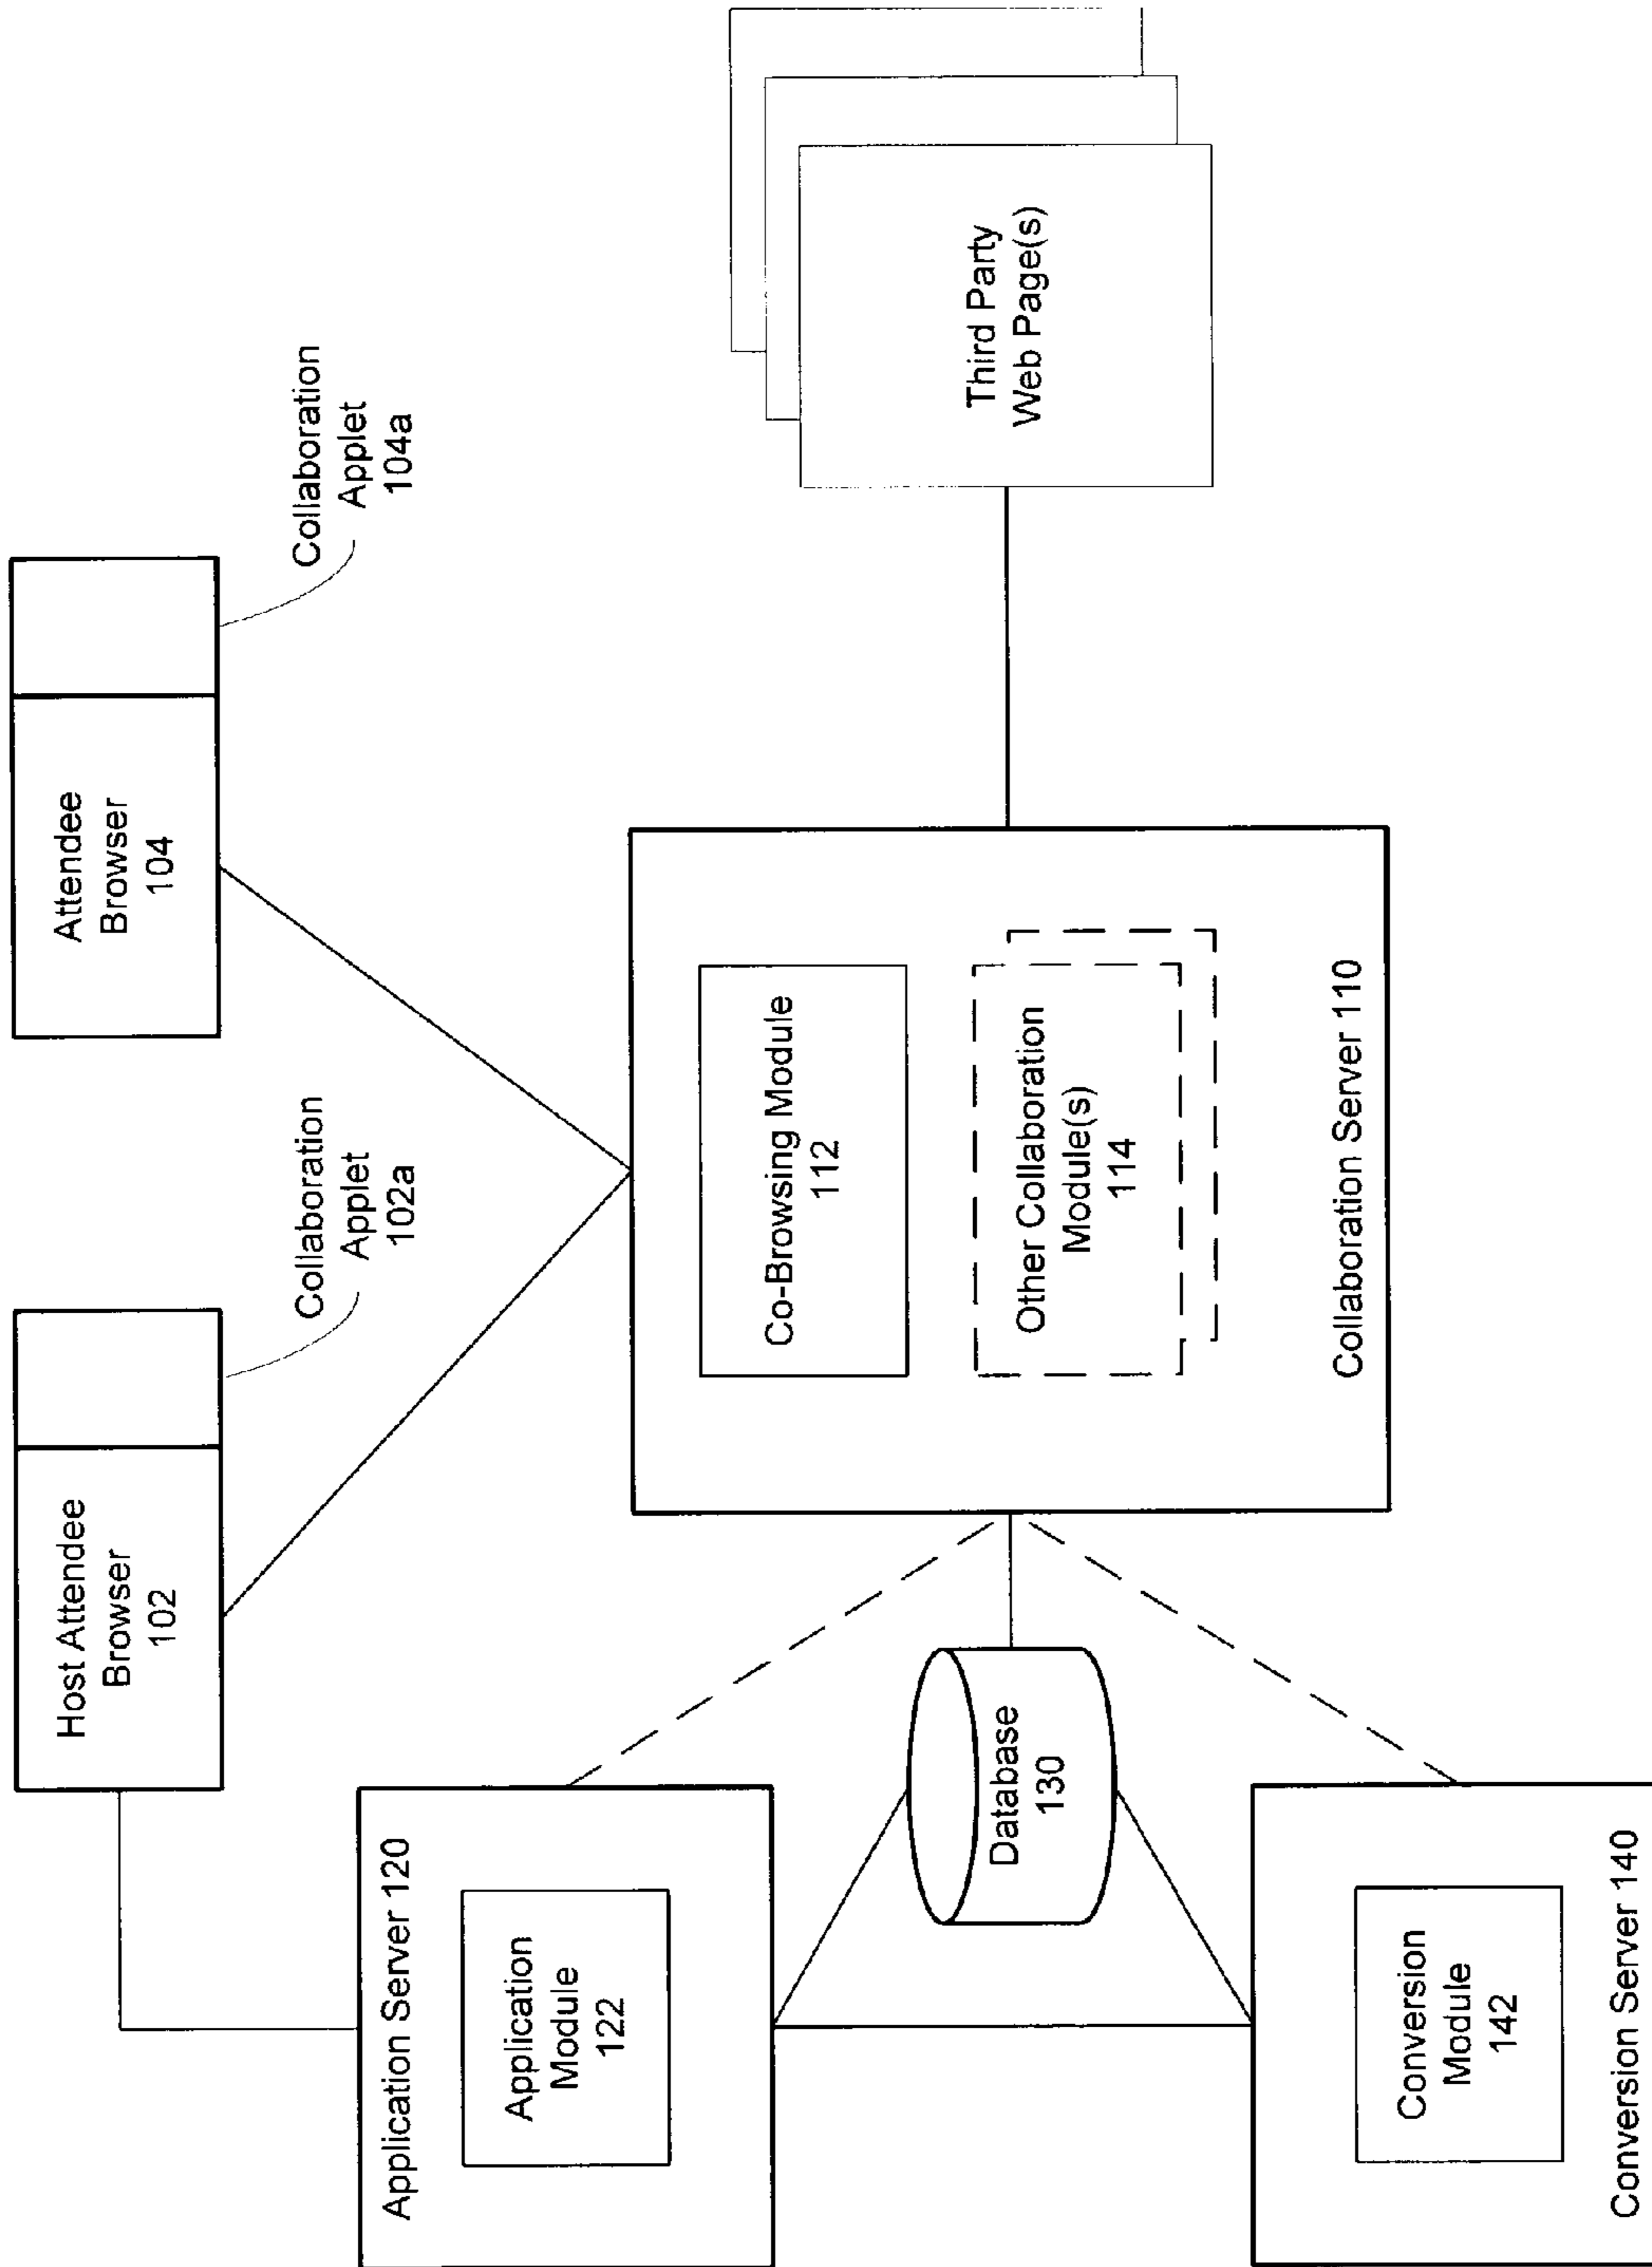 Host Attendee
Browser
102
Collaboration
Applet
102a
Attendee
Browser
104
Collaboration
Applet
104a
Application Server 120
Application
Module
122
Database
130
Conversion
Module
142
Conversion Server 140
Co-Browsing Module
112
Other Collaboration
Module(s)
114
Collaboration Server 110
Third Party
Web Page(s)